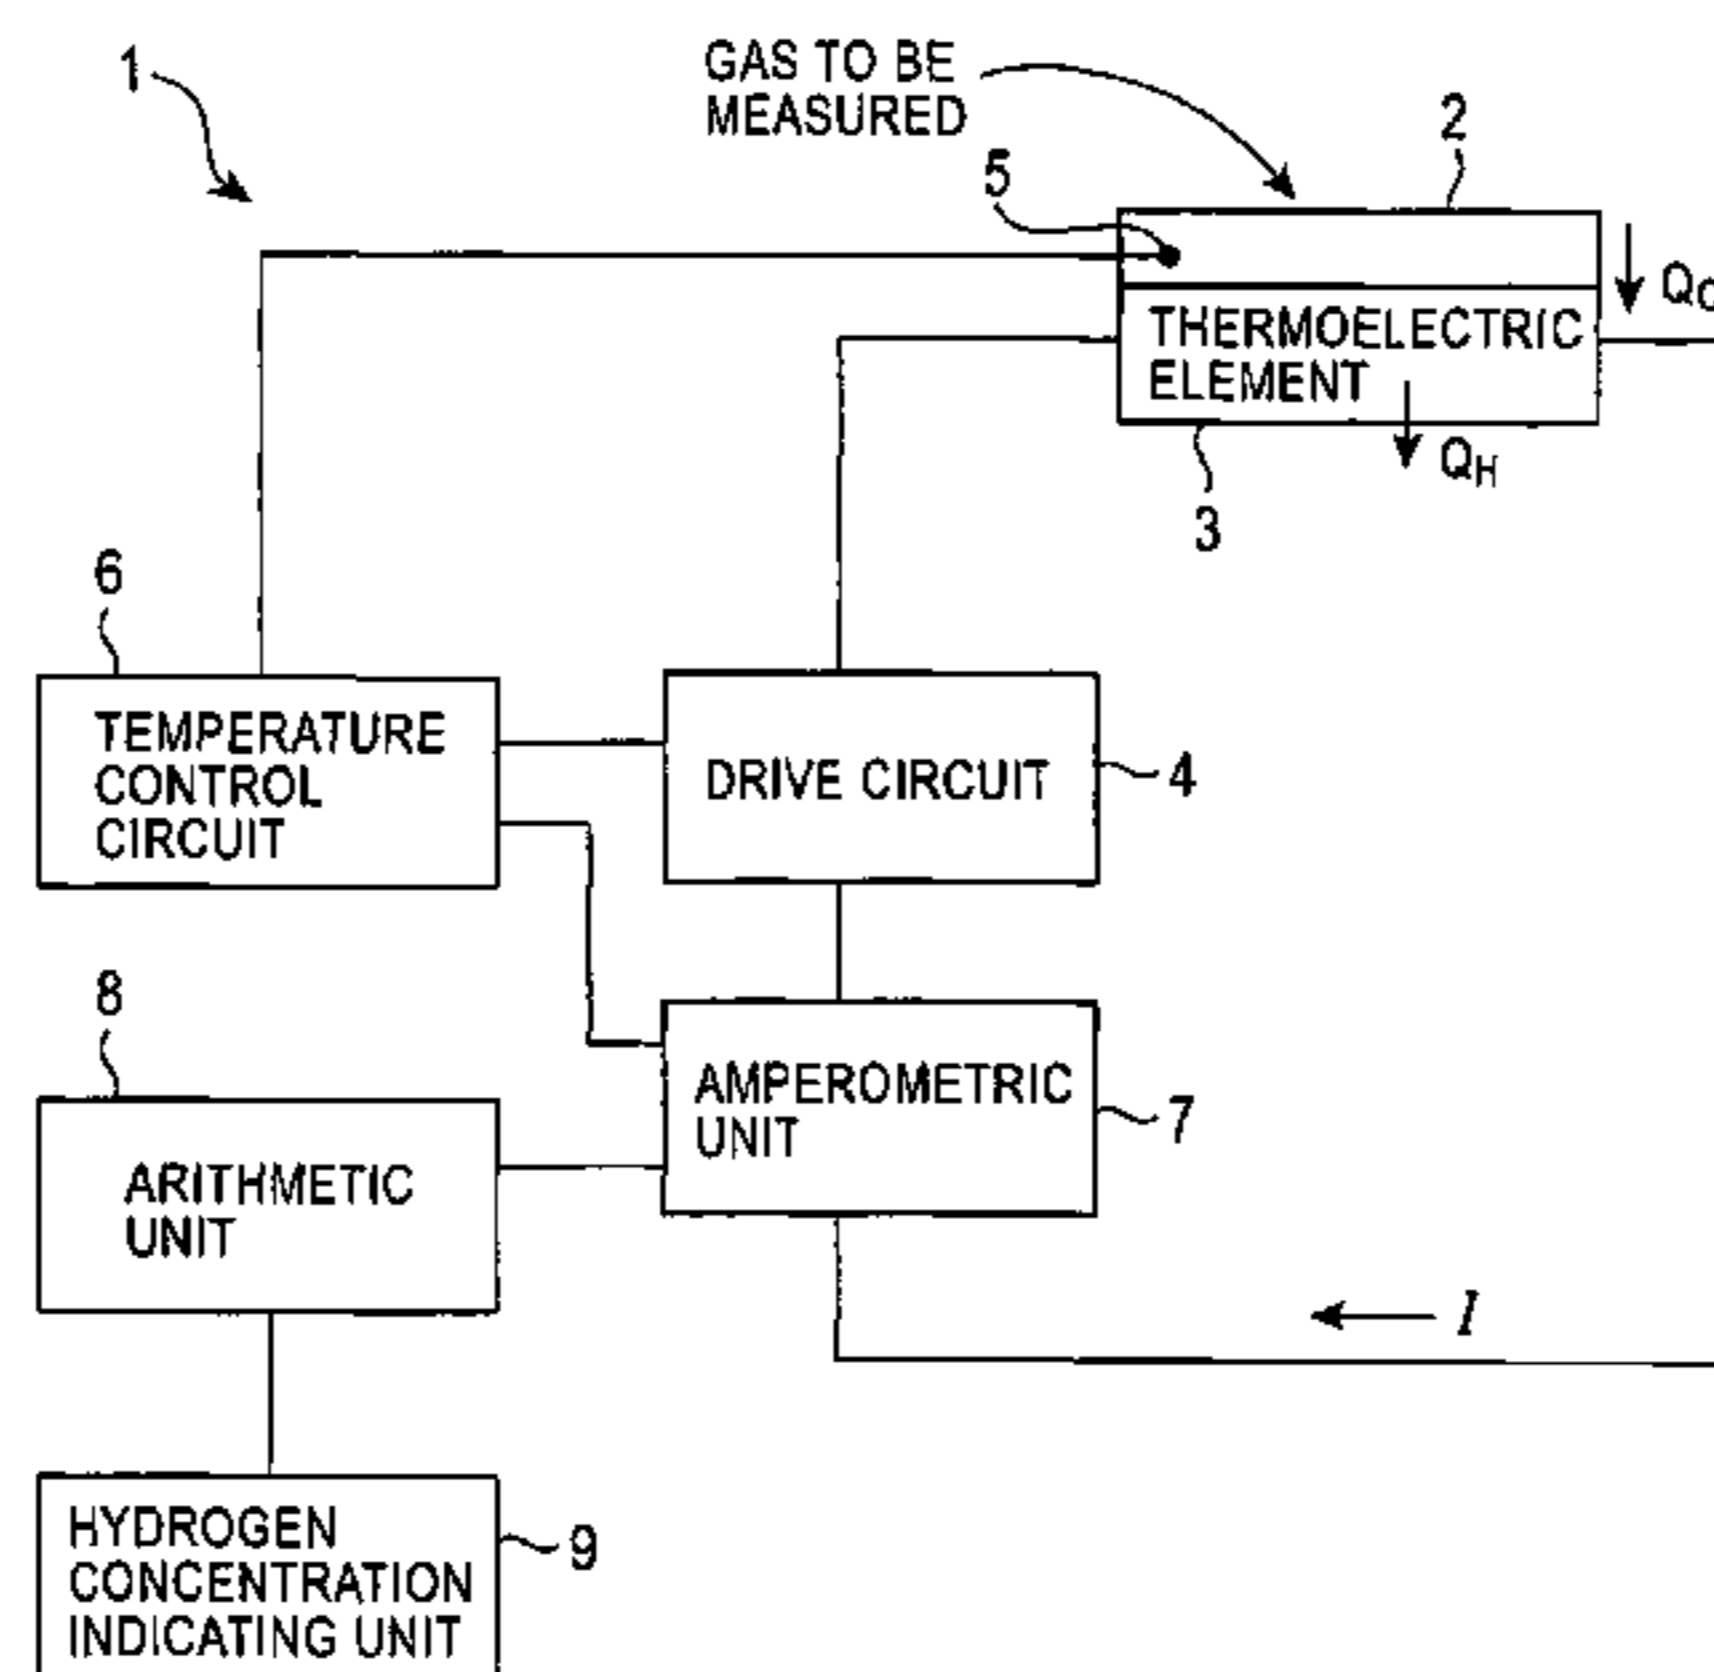 1
GAS TO BE
MEASURED
2
5
THERMOELECTRIC
ELEMENT
QH
3
6
TEMPERATURE
CONTROL
CIRCUIT
DRIVE CIRCUIT
4
8
AMPEROMETRIC
UNIT
7
ARITHMETIC
UNIT
I
HYDROGEN
CONCENTRATION
INDICATING UNIT
9